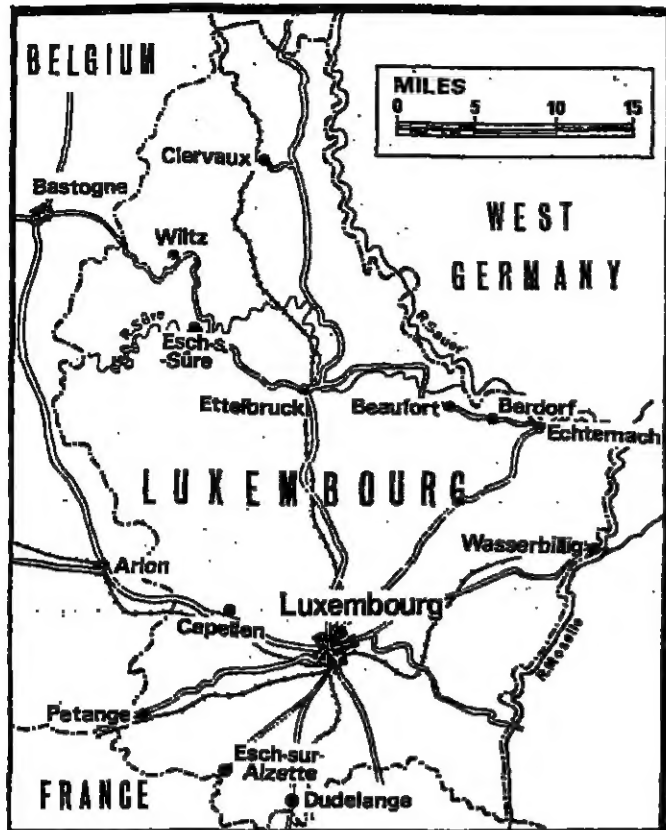 BELGIUM
MILES
0 5 10 15
Clervaux
Bastogne
WEST
GERMANY
Wiltz
R. Sûre
Esch-s-
-Sûre
R. Sauer
Ettelbruck
Beaufort
Berdorf
Echternach
LUXEMBOURG
Wasserbillig
Arlon
Luxembourg
Capellen
R. Moselle
Petange
Esch-sur-
Alzette
FRANCE
Dudelange